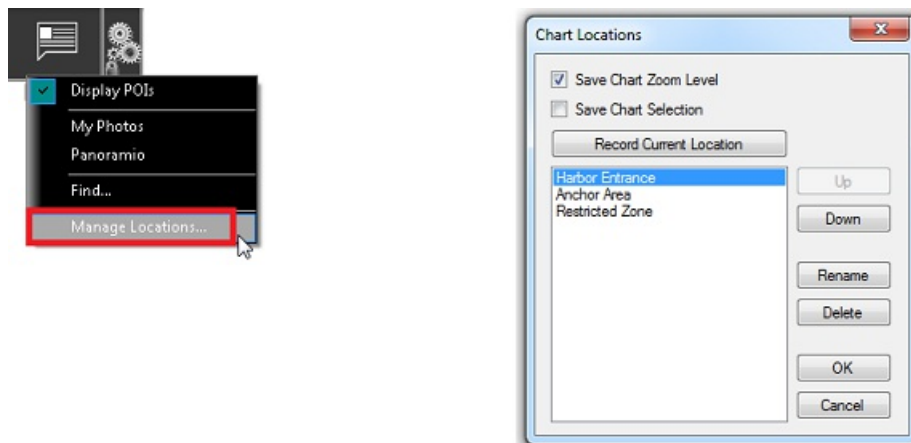 Display POIs
My Photos
Panoramio
Find...
Manage Locations...
Chart Locations
Save Chart Zoom Level
Save Chart Selection
Record Current Location
Harbor Entrance
Anchor Area
Restricted Zone
Up
Down
Rename
Delete
OK
Cancel